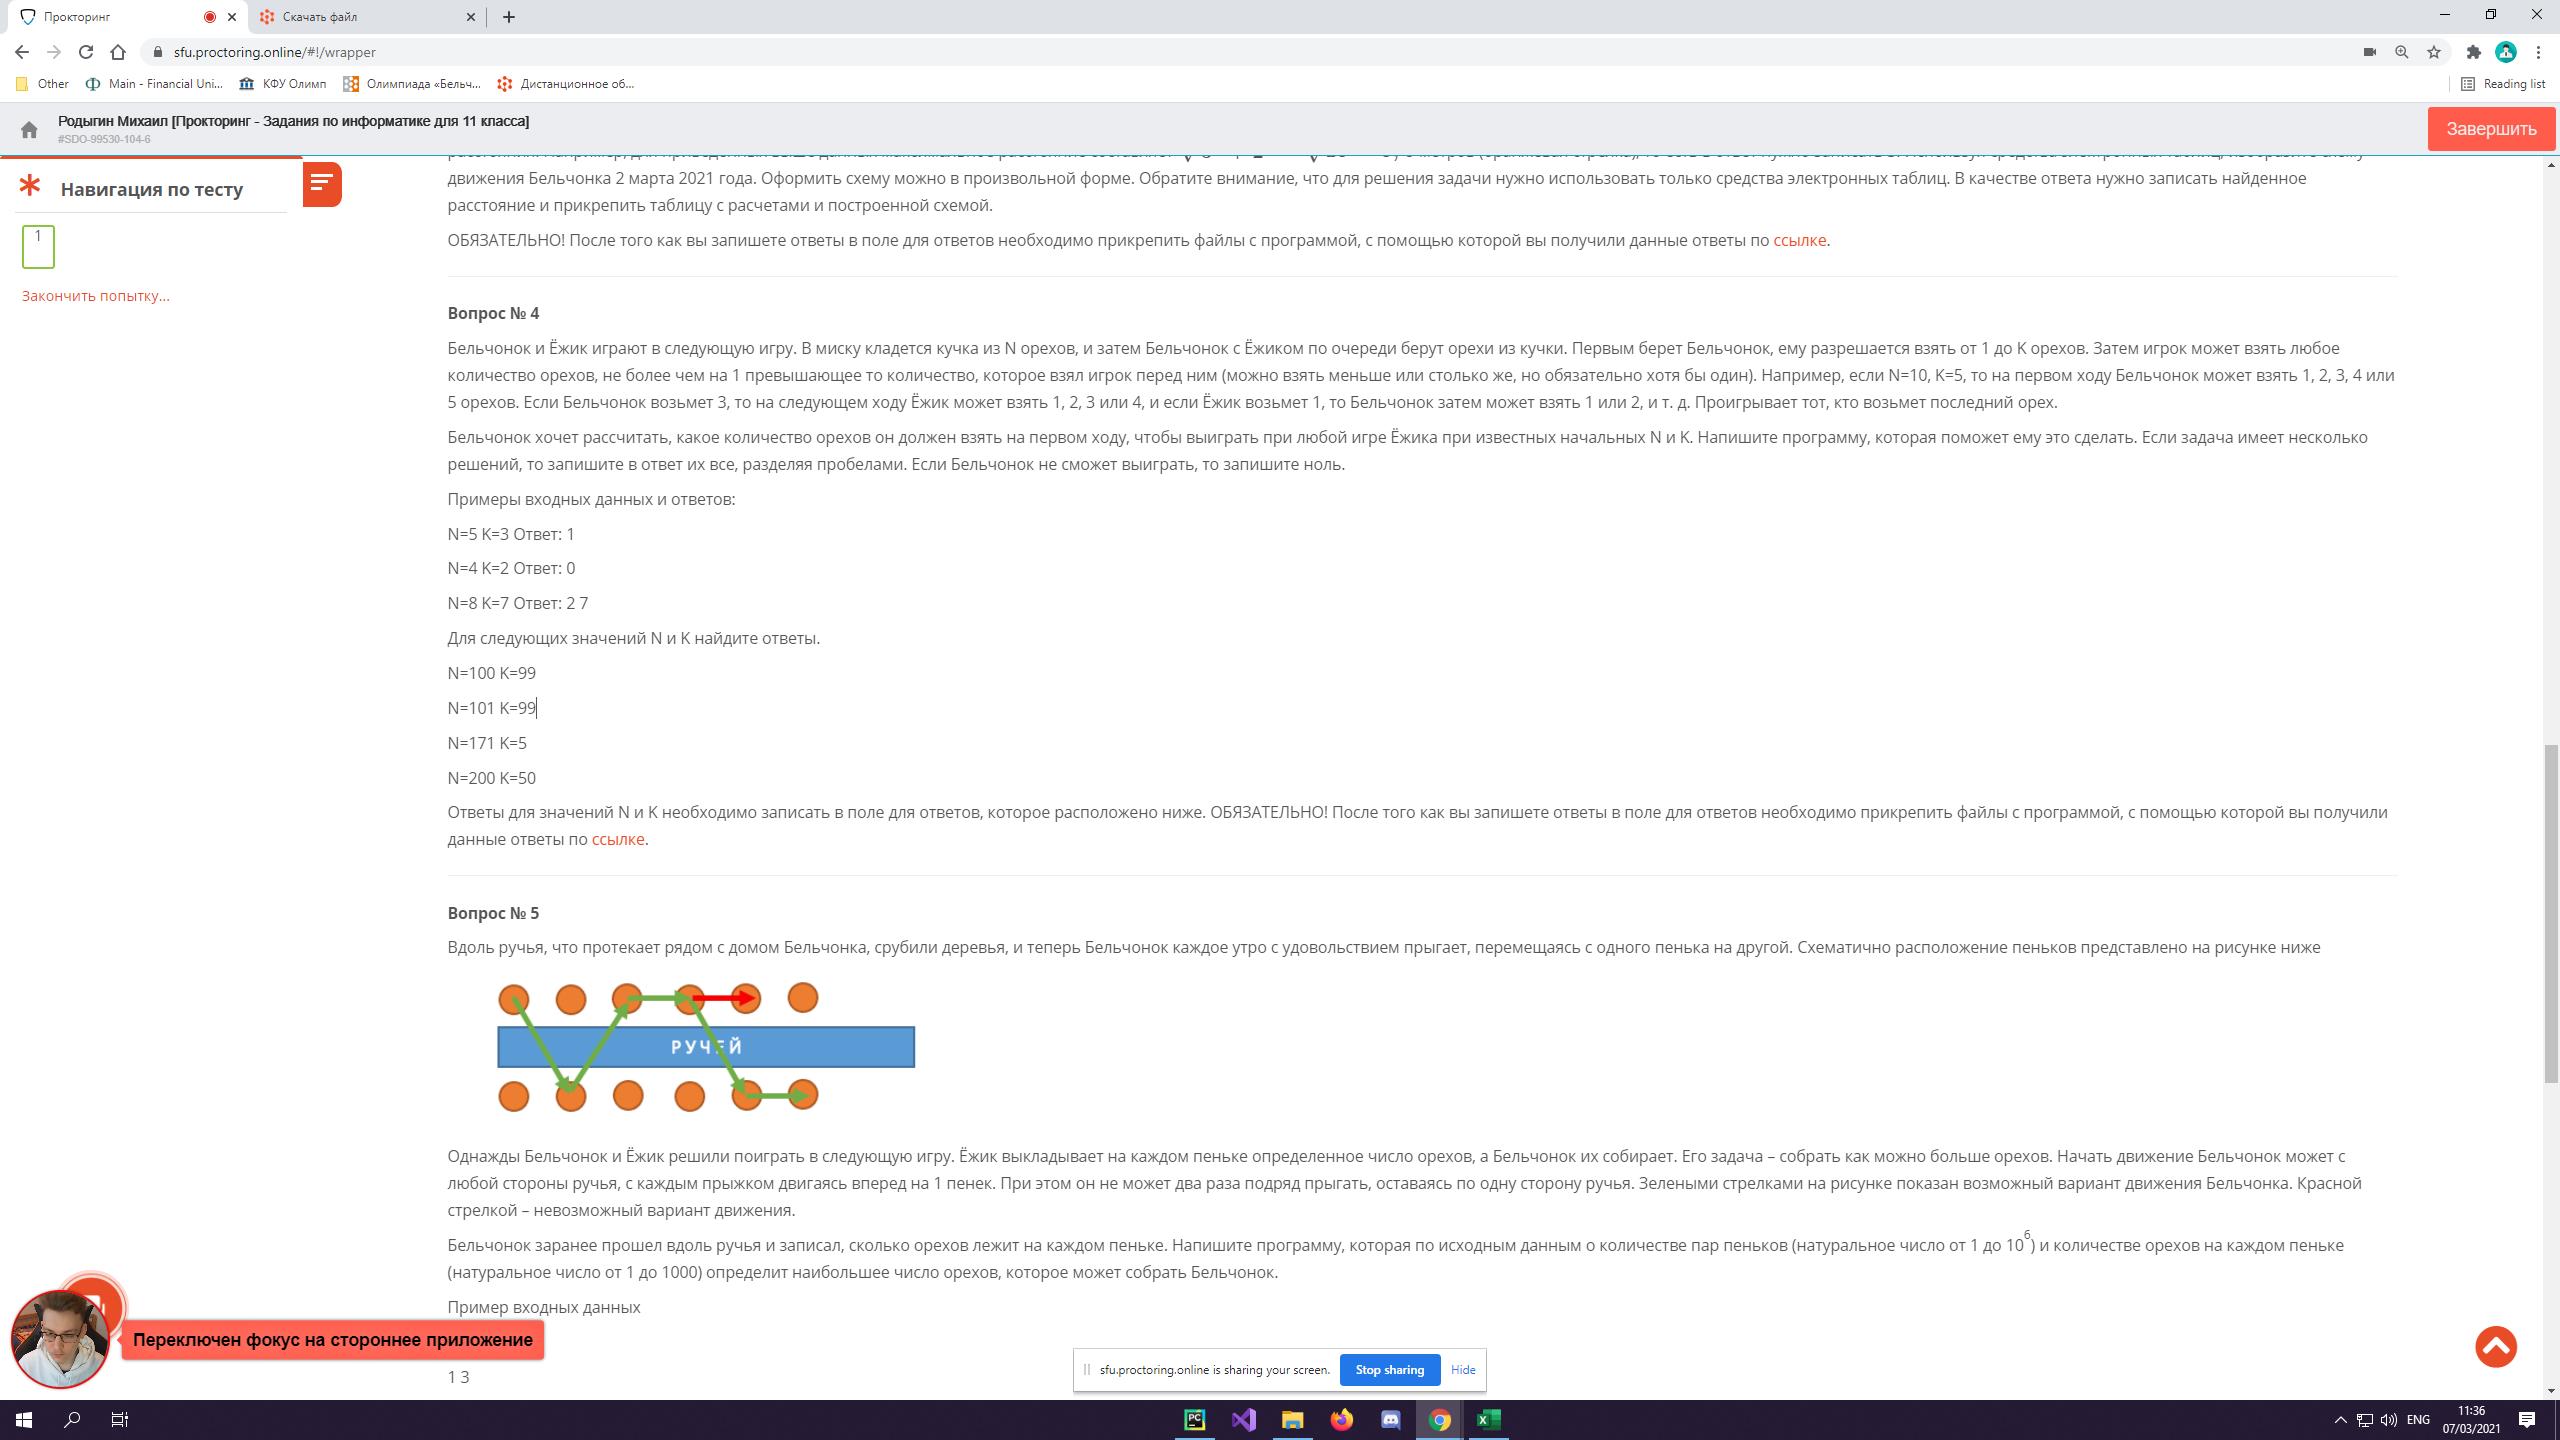 Прокторинг
Скачать файл
sfu.proctoring.online/#!/wrapper
Other
Main - Financial Uni...
КФУ Олимп
Олимпиада «Бельч...
Дистанционное об...
Reading list
Родыгин Михаил [Прокторинг - Задания по информатике для 11 класса]
#SDO-99530-104-6
Завершить
Навигация по тесту
1
Закончить попытку...
движения Бельчонка 2 марта 2021 года. Оформить схему можно в произвольной форме. Обратите внимание, что для решения задачи нужно использовать только средства электронных таблиц. В качестве ответа нужно записать найденное
расстояние и прикрепить таблицу с расчетами и построенной схемой.
ОБЯЗАТЕЛЬНО! После того как вы запишете ответы в поле для ответов необходимо прикрепить файлы с программой, с помощью которой вы получили данные ответы по ссылке.
Вопрос № 4
Бельчонок и Ёжик играют в следующую игру. В миску кладется кучка из N орехов, и затем Бельчонок с Ёжиком по очереди берут орехи из кучки. Первым берет Бельчонок, ему разрешается взять от 1 до K орехов. Затем игрок может взять любое
количество орехов, не более чем на 1 превышающее то количество, которое взял игрок перед ним (можно взять меньше или столько же, но обязательно хотя бы один). Например, если N=10, K=5, то на первом ходу Бельчонок может взять 1, 2, 3, 4 или
5 орехов. Если Бельчонок возьмет 3, то на следующем ходу Ёжик может взять 1, 2, 3 или 4, и если Ёжик возьмет 1, то Бельчонок затем может взять 1 или 2, и т. д. Проигрывает тот, кто возьмет последний орех.
Бельчонок хочет рассчитать, какое количество орехов он должен взять на первом ходу, чтобы выиграть при любой игре Ёжика при известных начальных N и K. Напишите программу, которая поможет ему это сделать. Если задача имеет несколько
решений, то запишите в ответ их все, разделяя пробелами. Если Бельчонок не сможет выиграть, то запишите ноль.
Примеры входных данных и ответов:
N=5 K=3 Ответ: 1
N=4 K=2 Ответ: 0
N=8 K=7 Ответ: 2 7
Для следующих значений N и K найдите ответы.
N=100 K=99
N=101 K=99
N=171 K=5
N=200 K=50
Ответы для значений N и K необходимо записать в поле для ответов, которое расположено ниже. ОБЯЗАТЕЛЬНО! После того как вы запишете ответы в поле для ответов необходимо прикрепить файлы с программой, с помощью которой вы получили
данные ответы по ссылке.
Вопрос № 5
Вдоль ручья, что протекает рядом с домом Бельчонка, срубили деревья, и теперь Бельчонок каждое утро с удовольствием прыгает, перемещаясь с одного пенька на другой. Схематично расположение пеньков представлено на рисунке ниже
РУЧЕЙ
Однажды Бельчонок и Ёжик решили поиграть в следующую игру. Ёжик выкладывает на каждом пеньке определенное число орехов, а Бельчонок их собирает. Его задача – собрать как можно больше орехов. Начать движение Бельчонок может с
любой стороны ручья, с каждым прыжком двигаясь вперед на 1 пенек. При этом он не может два раза подряд прыгать, оставаясь по одну сторону ручья. Зелеными стрелками на рисунке показан возможный вариант движения Бельчонка. Красной
стрелкой – невозможный вариант движения.
Бельчонок заранее прошел вдоль ручья и записал, сколько орехов лежит на каждом пеньке. Напишите программу, которая по исходным данным о количестве пар пеньков (натуральное число от 1 до 10⁶) и количестве орехов на каждом пеньке
(натуральное число от 1 до 1000) определит наибольшее число орехов, которое может собрать Бельчонок.
Пример входных данных
Переключен фокус на стороннее приложение
1 3
sfu.proctoring.online is sharing your screen.
Stop sharing
Hide
PC
ENG
11:36
07/03/2021